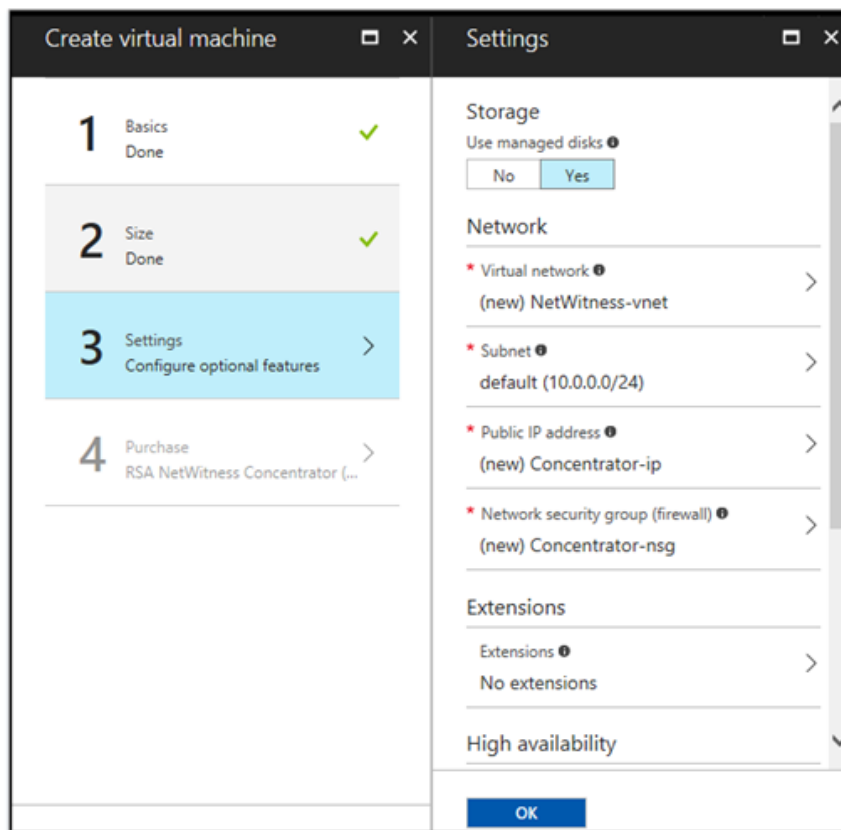 Create virtual machine
1
Basics
Done
2
Size
Done
3
Settings
Configure optional features
4
Purchase
RSA NetWitness Concentrator (...
Settings
Storage
Use managed disks
No Yes
Network
* Virtual network
(new) NetWitness-vnet
* Subnet
default (10.0.0.0/24)
* Public IP address
(new) Concentrator-ip
* Network security group (firewall)
(new) Concentrator-nsg
Extensions
Extensions
No extensions
High availability
OK